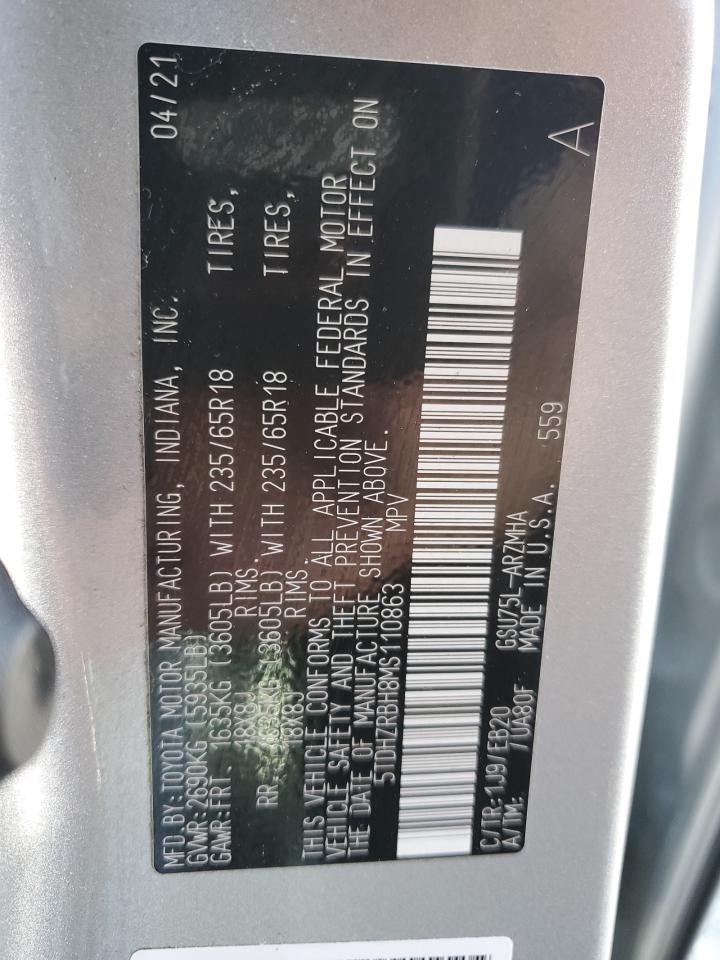 MFD.BY:TOYOTA MOTOR MANUFACTURING, INDIANA, INC. 04/21
GVWR:2690KG (5935LB)
GAWR:FRT. 1635KG (3605LB) WITH 235/65R18 TIRES,
18X8J RIMS.
RR. 1635KG (3605LB) WITH 235/65R18 TIRES,
18X8J RIMS.
THIS VEHICLE CONFORMS TO ALL APPLICABLE FEDERAL MOTOR
VEHICLE SAFETY AND THEFT PREVENTION STANDARDS IN EFFECT ON
THE DATE OF MANUFACTURE SHOWN ABOVE.
5TDHZRBH8MS110863 MPV
C/TR:1J9/EB20 GSU75L-ARZMHA
A/TM: /UA80F MADE IN U.S.A. 559
A